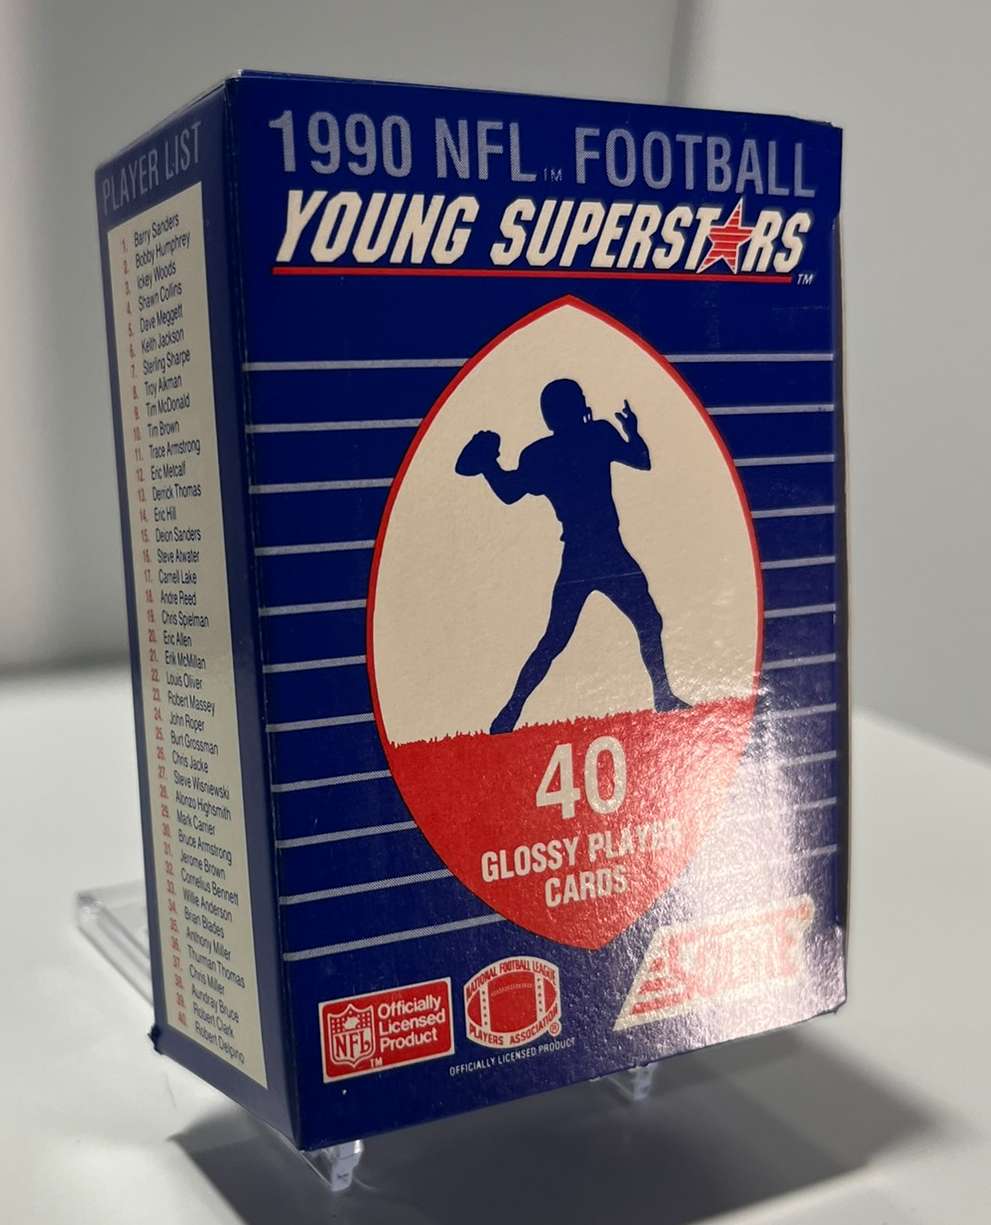 PLAYER LIST
1. Barry Sanders
2. Bobby Humphrey
3. Ickey Woods
4. Shawn Collins
5. Dave Meggett
6. Keith Jackson
7. Sterling Sharpe
8. Troy Aikman
9. Tim McDonald
10. Tim Brown
11. Trace Armstrong
12. Eric Metcalf
13. Derrick Thomas
14. Eric Hill
15. Deion Sanders
16. Steve Atwater
17. Carnell Lake
18. Andre Reed
19. Chris Spielman
20. Eric Allen
21. Erik McMillan
22. Louis Oliver
23. Robert Massey
24. John Roper
25. Burt Grossman
26. Chris Jacke
27. Steve Wisniewski
28. Alonzo Highsmith
29. Mark Carrier
30. Bruce Armstrong
31. Jerome Brown
32. Cornelius Bennett
33. Willie Anderson
34. Brian Blades
35. Anthony Miller
36. Thurman Thomas
37. Chris Miller
38. Aundray Bruce
39. Robert Clark
40. Robert Delpino
1990 NFL™ FOOTBALL
YOUNG SUPERSTARS™
40
GLOSSY PLAYER
CARDS
SCORE®
NFL
Officially
Licensed
Product
TM
NATIONAL FOOTBALL LEAGUE
PLAYERS ASSOCIATION ®
OFFICIALLY LICENSED PRODUCT